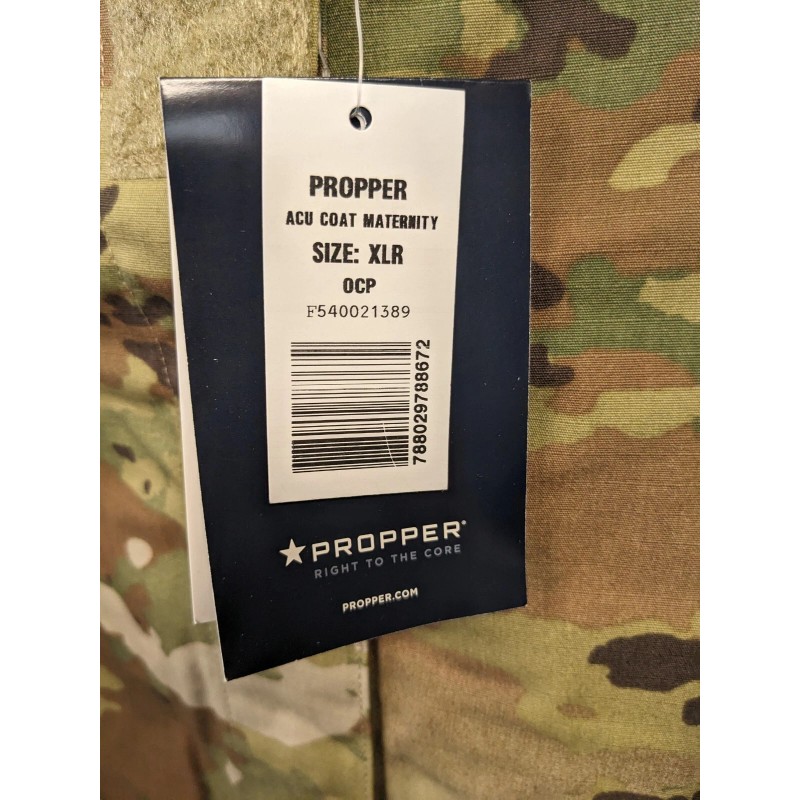 PROPPER
ACU COAT MATERNITY
SIZE: XLR
OCP
F540021389
788029788672
PROPPER®
RIGHT TO THE CORE
PROPPER.COM